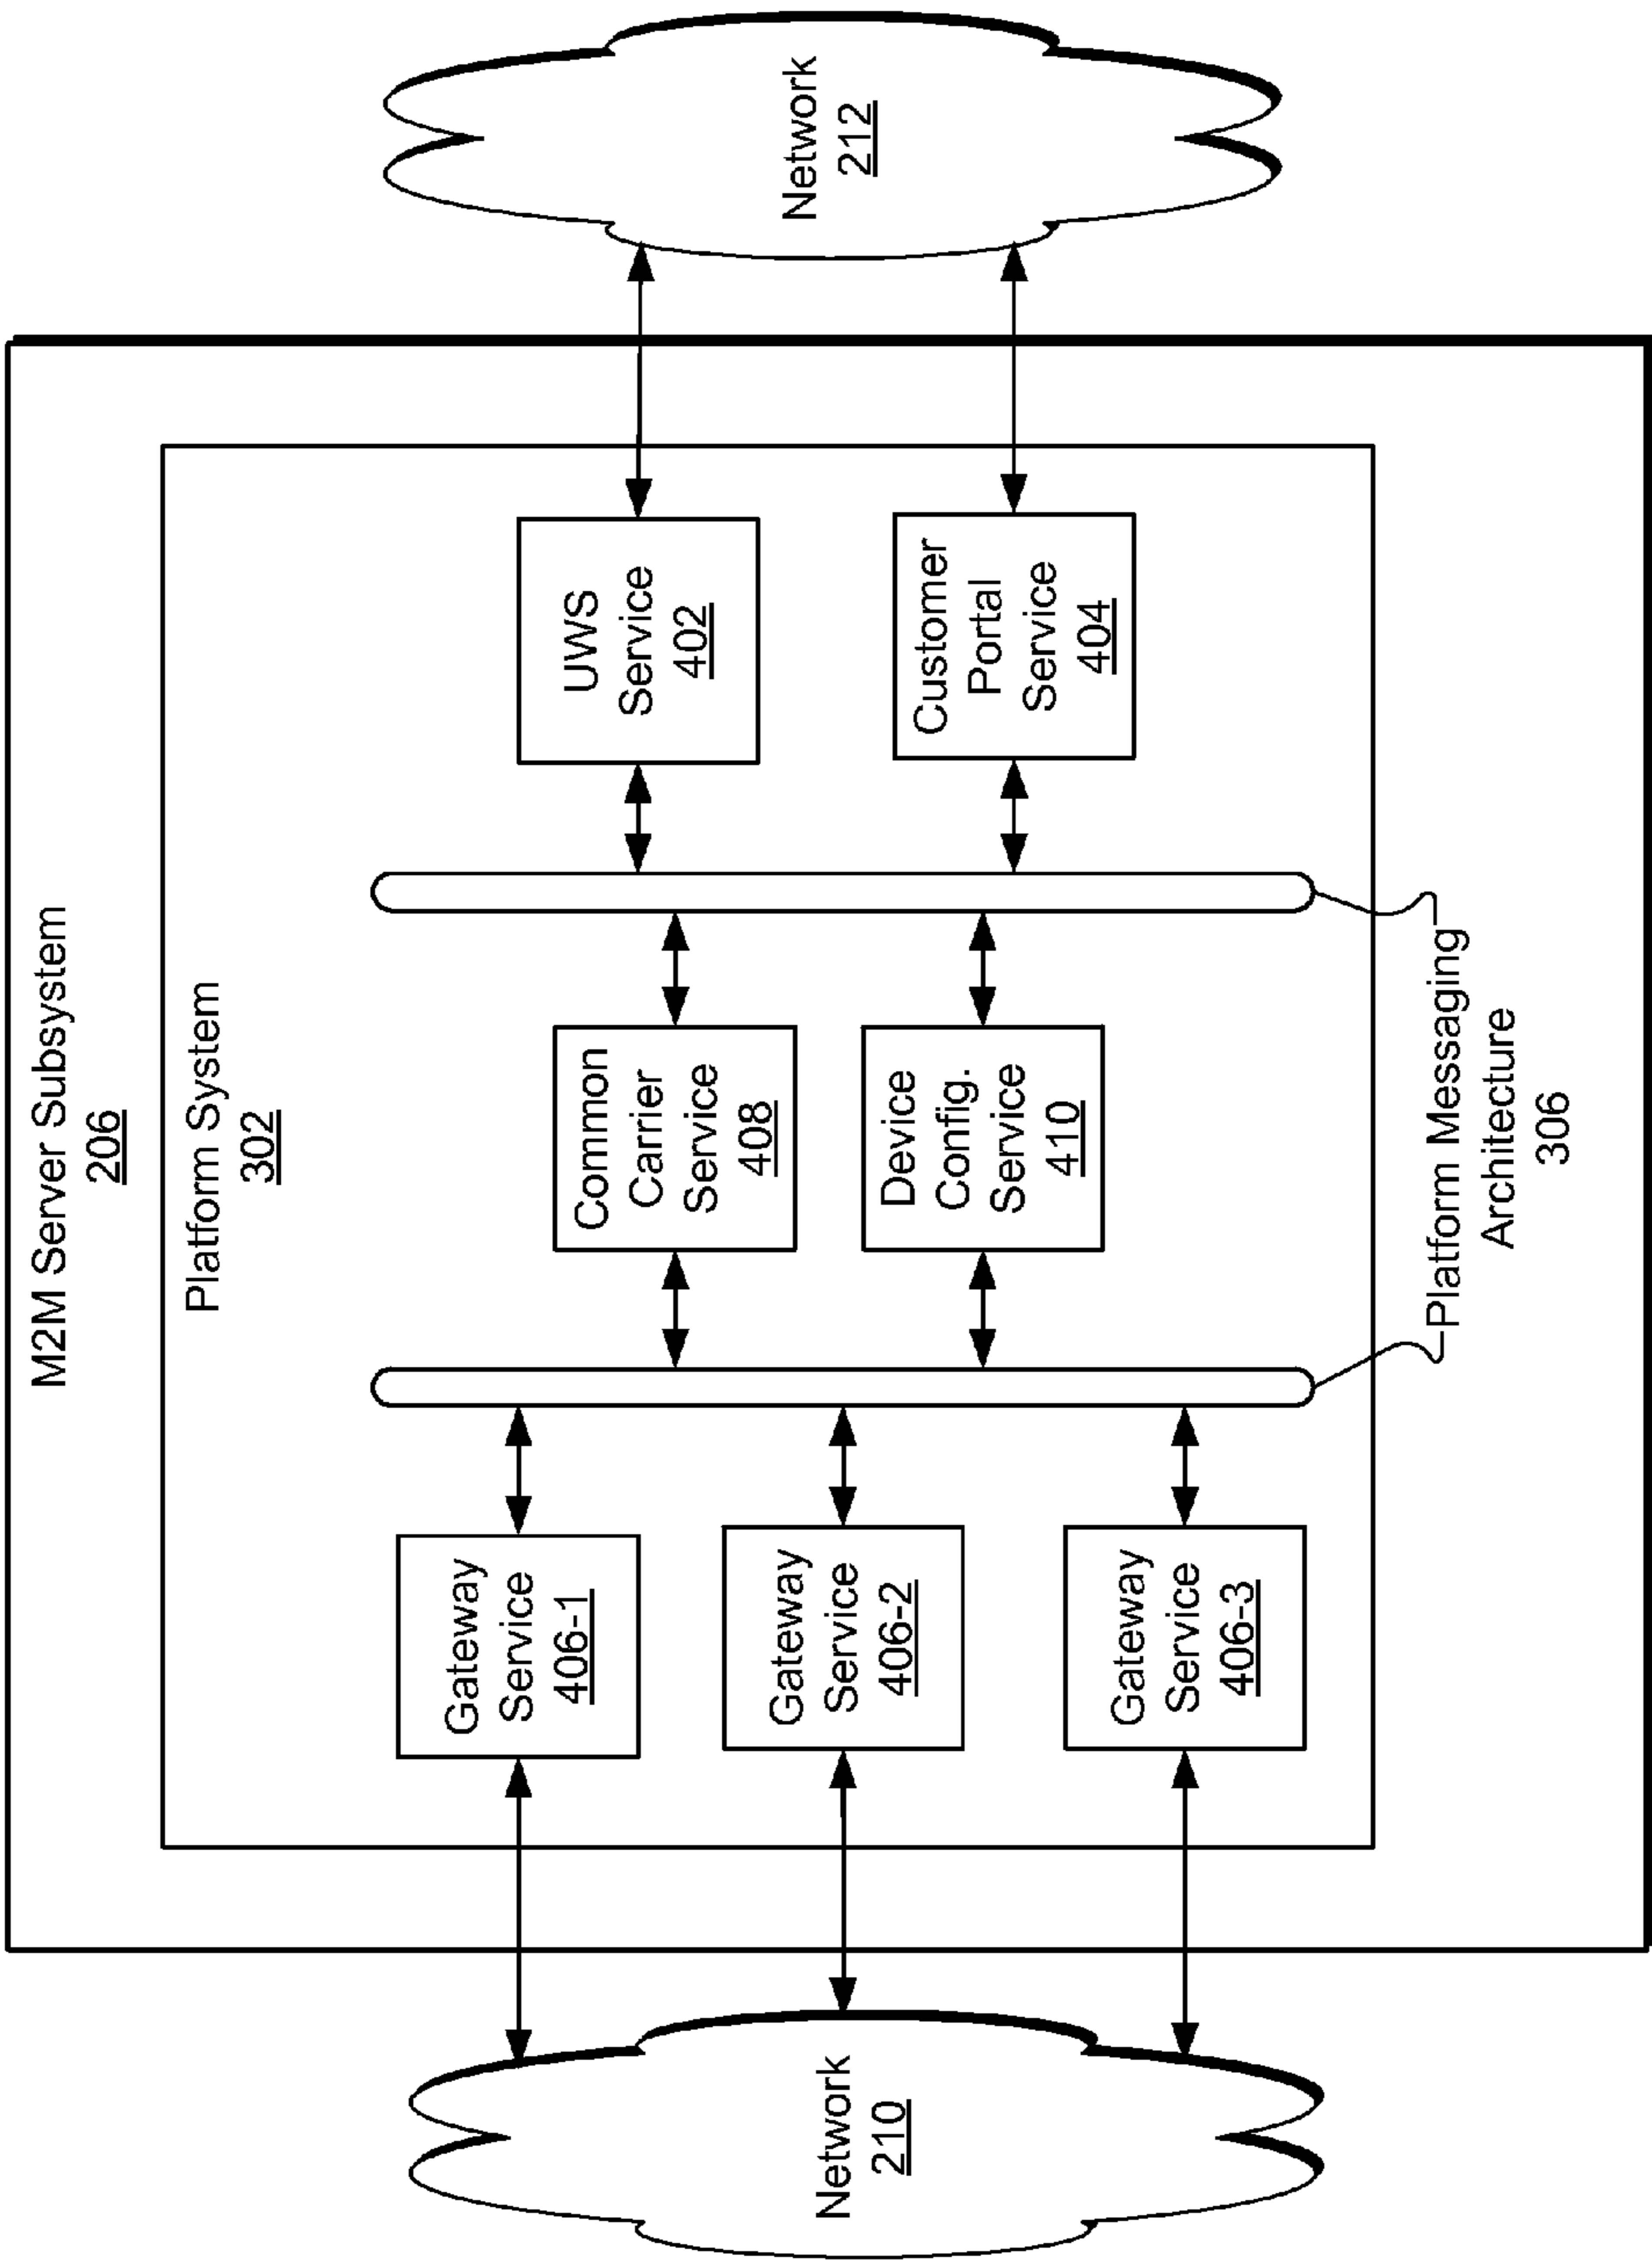 M2M Server Subsystem
206
Platform System
302
Network
210
Gateway
Service
406-1
Gateway
Service
406-2
Gateway
Service
406-3
Common
Carrier
Service
408
Device
Config.
Service
410
UWS
Service
402
Customer
Portal
Service
404
Network
212
Platform Messaging
Architecture
306